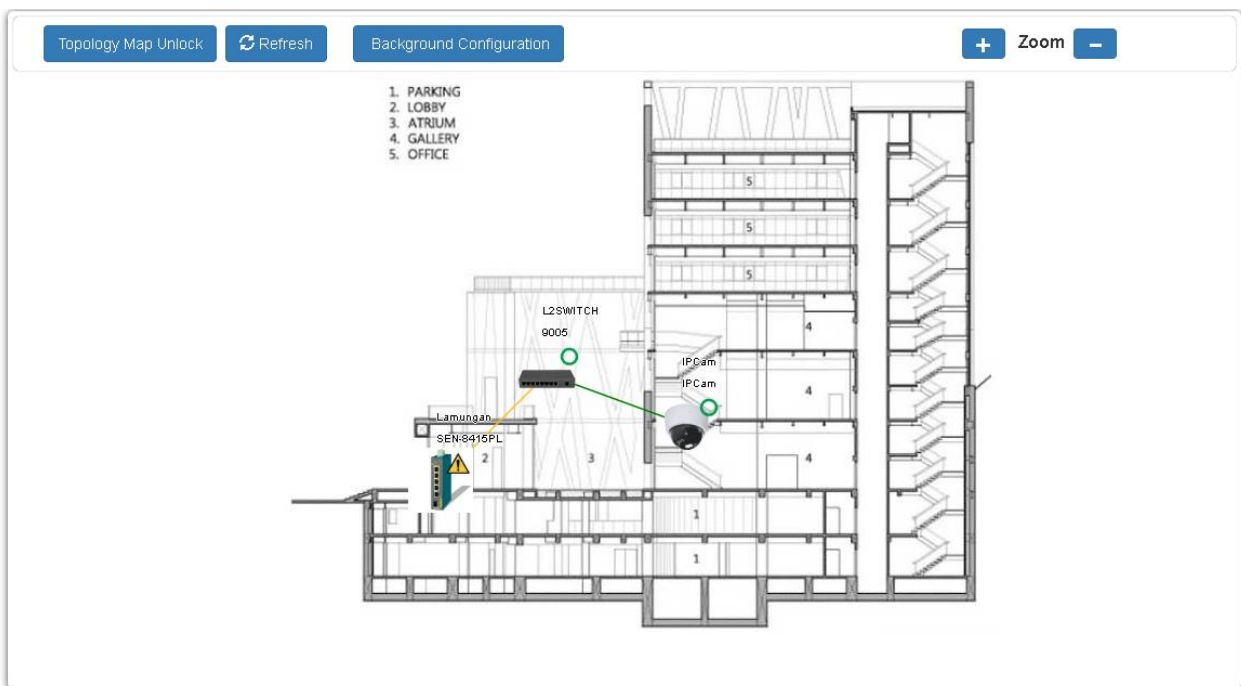 Topology Map Unlock
Refresh
Background Configuration
+ Zoom −
1. PARKING
2. LOBBY
3. ATRIUM
4. GALLERY
5. OFFICE
5
5
5
L2SWITCH
9005
4
IPCam
IPCam
4
Lamungan
SEN-8415PL
2
3
4
1
1